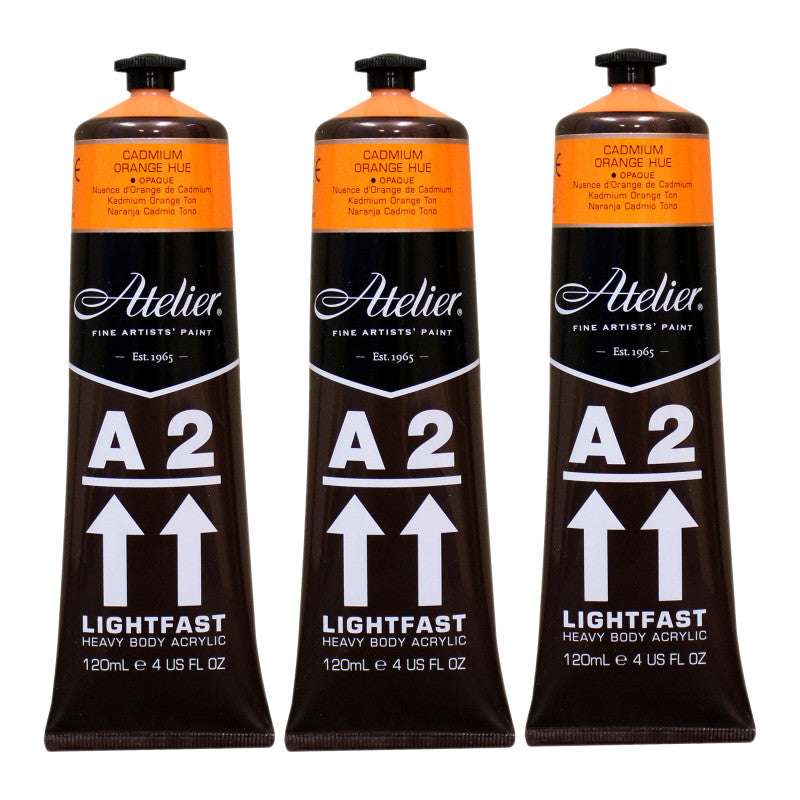 CADMIUM
ORANGE HUE
● OPAQUE
Nuance d'Orange de Cadmium
Kadmium Orange Ton
Naranja Cadmio Tono
Atelier®
FINE ARTISTS' PAINT
— Est. 1965 —
A2
LIGHTFAST
HEAVY BODY ACRYLIC
120mL e 4 US FL OZ
CADMIUM
ORANGE HUE
● OPAQUE
Nuance d'Orange de Cadmium
Kadmium Orange Ton
Naranja Cadmio Tono
Atelier®
FINE ARTISTS' PAINT
— Est. 1965 —
A2
LIGHTFAST
HEAVY BODY ACRYLIC
120mL e 4 US FL OZ
CADMIUM
ORANGE HUE
● OPAQUE
Nuance d'Orange de Cadmium
Kadmium Orange Ton
Naranja Cadmio Tono
Atelier®
FINE ARTISTS' PAINT
— Est. 1965 —
A2
LIGHTFAST
HEAVY BODY ACRYLIC
120mL e 4 US FL OZ